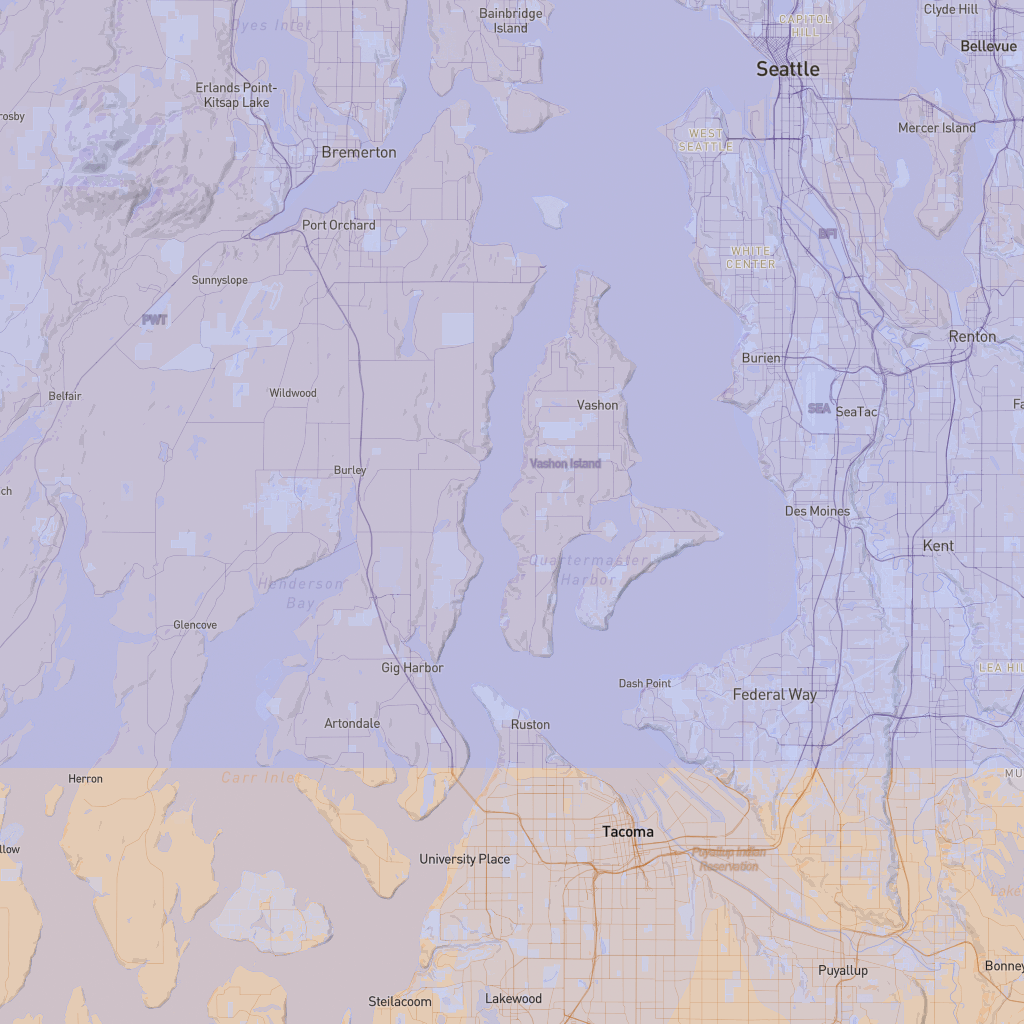 Dyes Inlet
Bainbridge
Island
Clyde Hill
CAPITOL
HILL
Bellevue
Seattle
Erlands Point-
Kitsap Lake
rosby
Mercer Island
WEST
SEATTLE
Bremerton
Port Orchard
BFI
WHITE
CENTER
Sunnyslope
PWT
Renton
Burien
Belfair
Wildwood
Vashon
SEA
SeaTac
Fa
Vashon Island
Burley
ch
Des Moines
Kent
Quartermaster
Harbor
Henderson
Bay
Glencove
Gig Harbor
LEA HIL
Dash Point
Federal Way
Artondale
Ruston
Herron
Carr Inlet
MU
Tacoma
llow
University Place
Puyallup Indian
Reservation
Lake
Puyallup
Bonney
Steilacoom
Lakewood